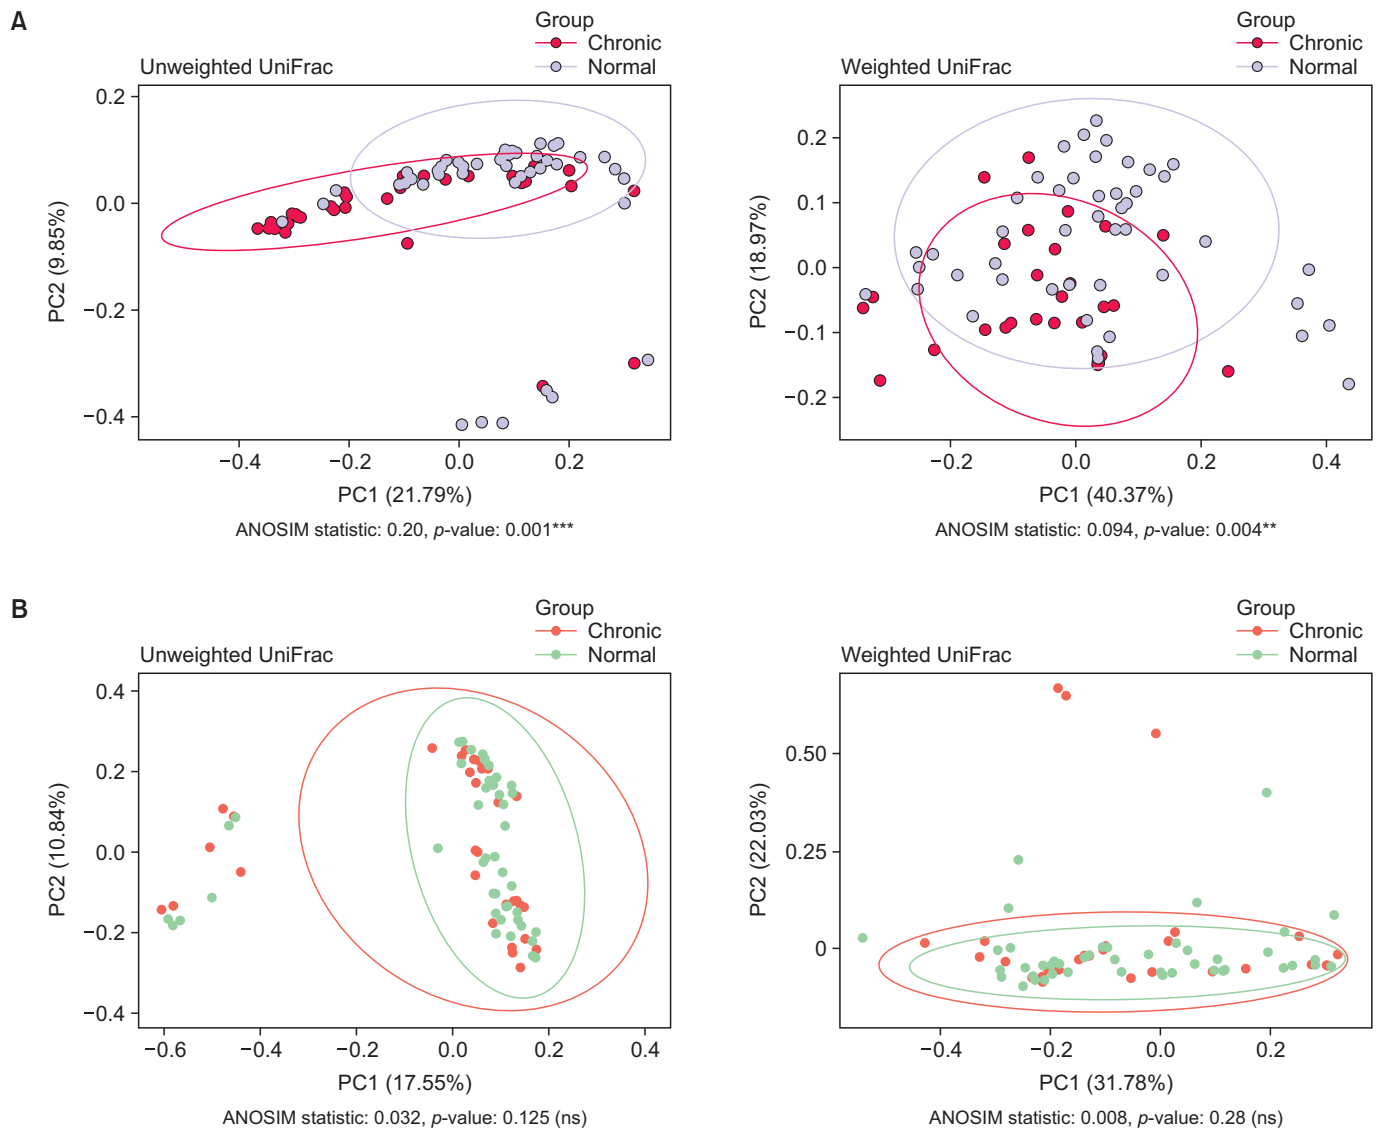 A
Group
Chronic
Normal
Unweighted UniFrac
0.2
0.0
−0.2
−0.4
PC2 (9.85%)
−0.4 −0.2 0.0 0.2
PC1 (21.79%)
ANOSIM statistic: 0.20, p-value: 0.001***
Group
Chronic
Normal
Weighted UniFrac
0.2
0.1
0.0
−0.1
−0.2
PC2 (18.97%)
−0.2 0.0 0.2 0.4
PC1 (40.37%)
ANOSIM statistic: 0.094, p-value: 0.004**
B
Group
Chronic
Normal
Unweighted UniFrac
0.4
0.2
0.0
−0.2
−0.4
PC2 (10.84%)
−0.6 −0.4 −0.2 0.0 0.2 0.4
PC1 (17.55%)
ANOSIM statistic: 0.032, p-value: 0.125 (ns)
Group
Chronic
Normal
Weighted UniFrac
0.50
0.25
0
PC2 (22.03%)
−0.4 −0.2 0.0 0.2
PC1 (31.78%)
ANOSIM statistic: 0.008, p-value: 0.28 (ns)